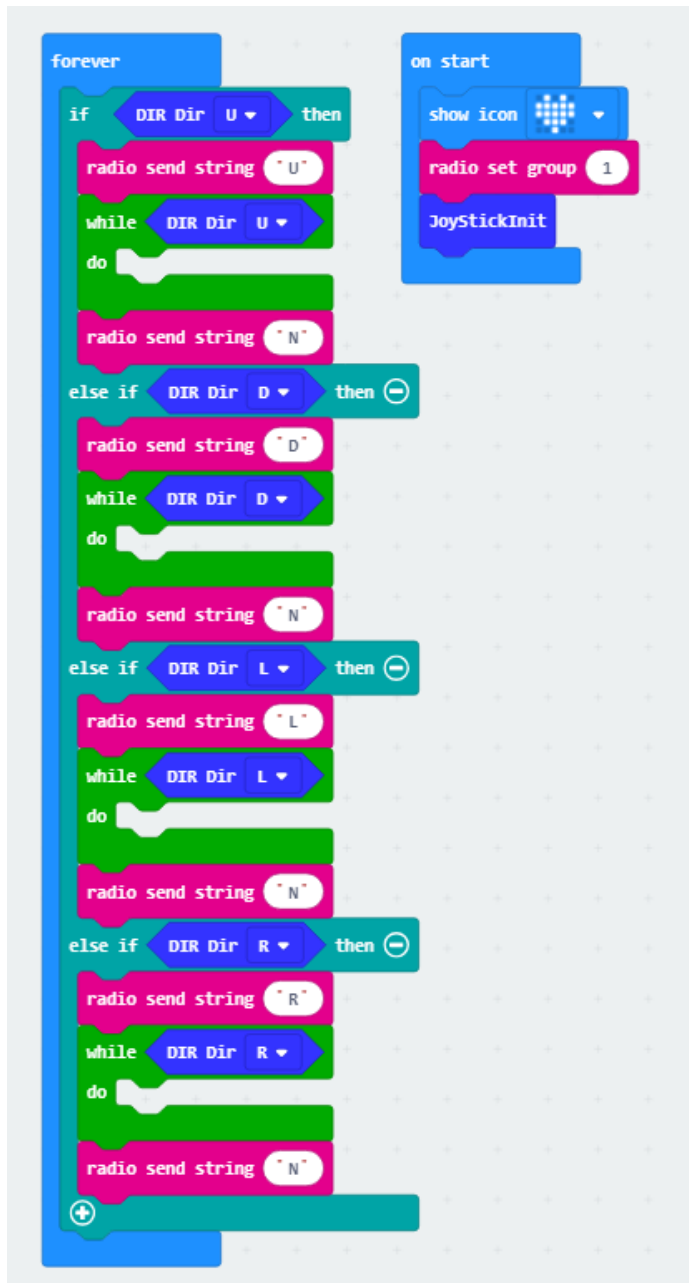 forever
if DIR Dir U then
radio send string "U"
while DIR Dir U
do
radio send string "N"
else if DIR Dir D then
radio send string "D"
while DIR Dir D
do
radio send string "N"
else if DIR Dir L then
radio send string "L"
while DIR Dir L
do
radio send string "N"
else if DIR Dir R then
radio send string "R"
while DIR Dir R
do
radio send string "N"
on start
show icon
radio set group 1
JoyStickInit